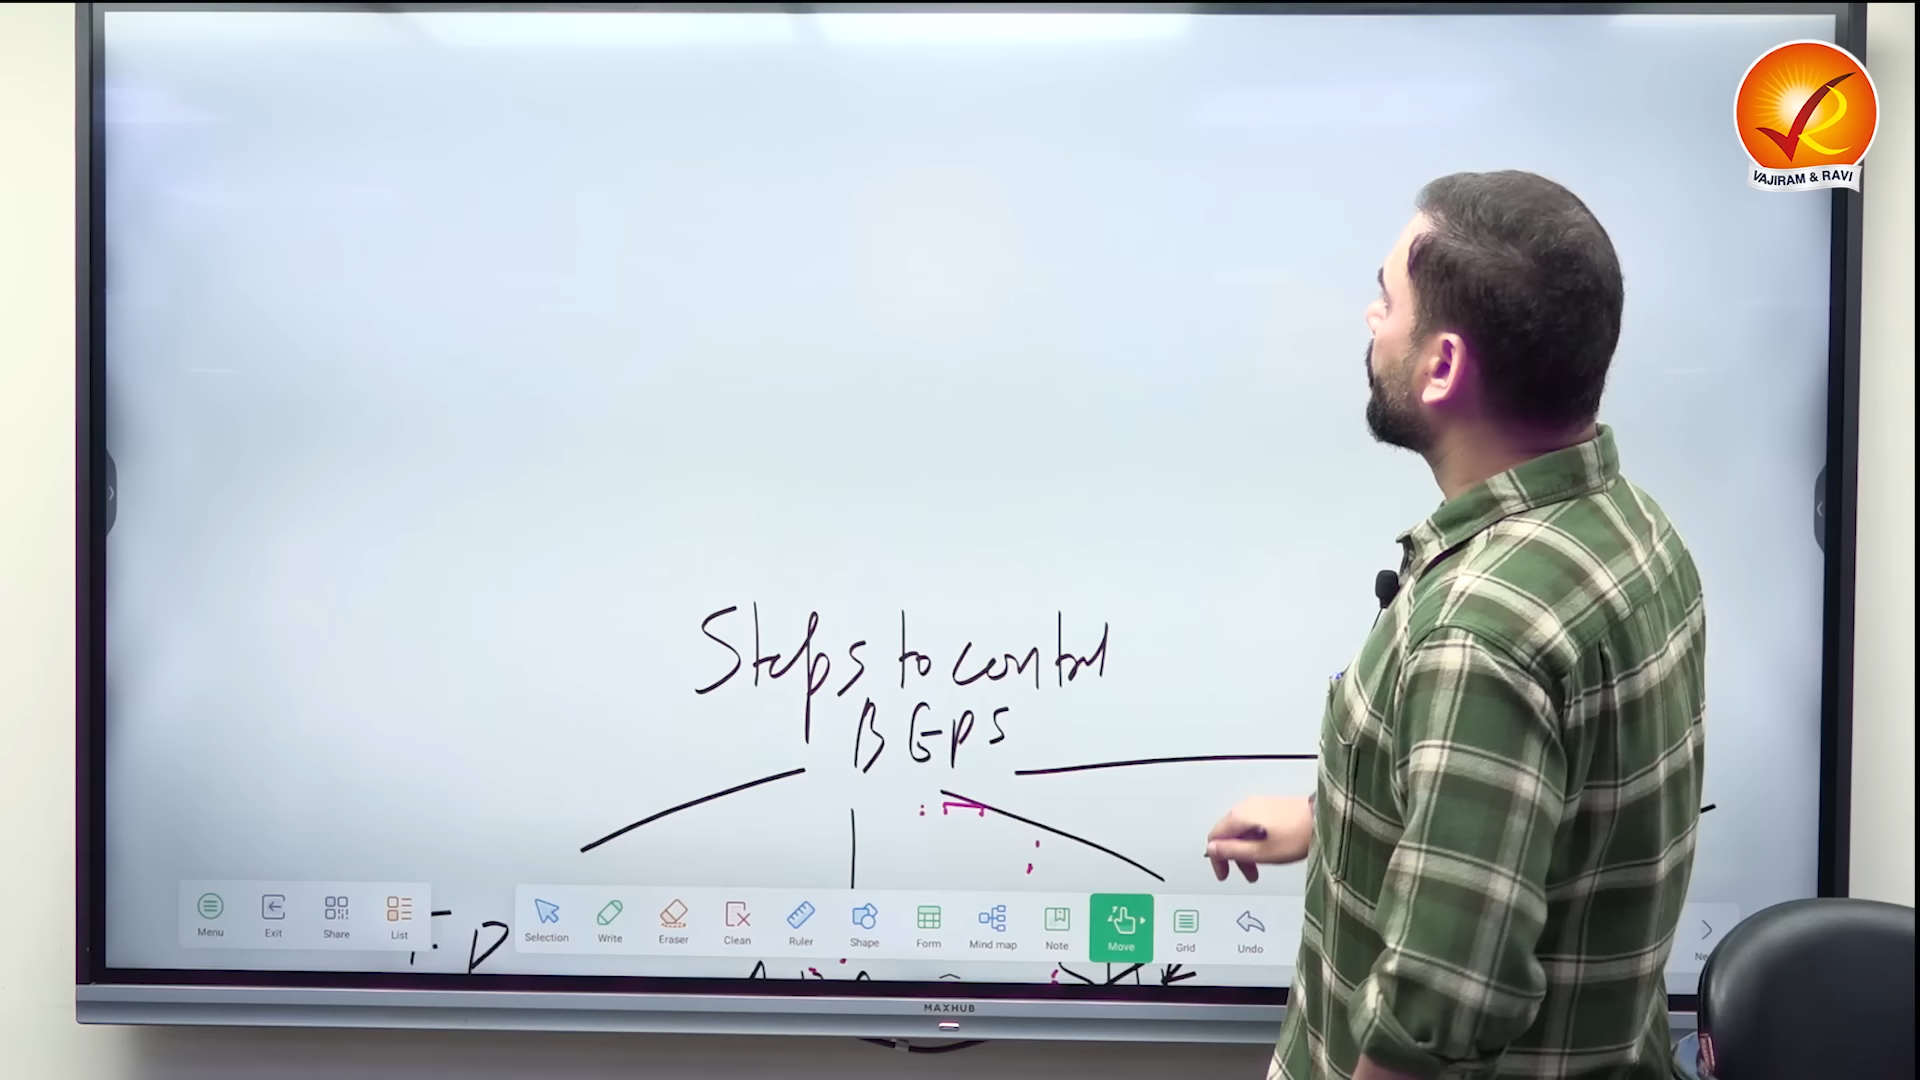 VAJIRAM & RAVI
Steps to control
BEPS
Menu
Exit
Share
List
Selection
Write
Eraser
Clean
Ruler
Shape
Form
Mind map
Note
Move
Grid
Undo
MAXHUB